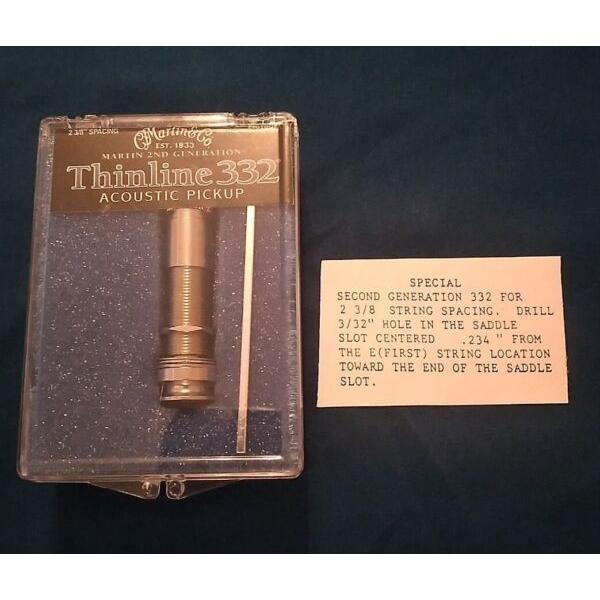 2 3/8" SPACING
C.F. Martin & Co
EST. 1833
MARTIN 2ND GENERATION
Thinline 332®
ACOUSTIC PICKUP
SPECIAL
SECOND GENERATION 332 FOR
2 3/8 STRING SPACING. DRILL
3/32" HOLE IN THE SADDLE
SLOT CENTERED .234 " FROM
THE E(FIRST) STRING LOCATION
TOWARD THE END OF THE SADDLE
SLOT.